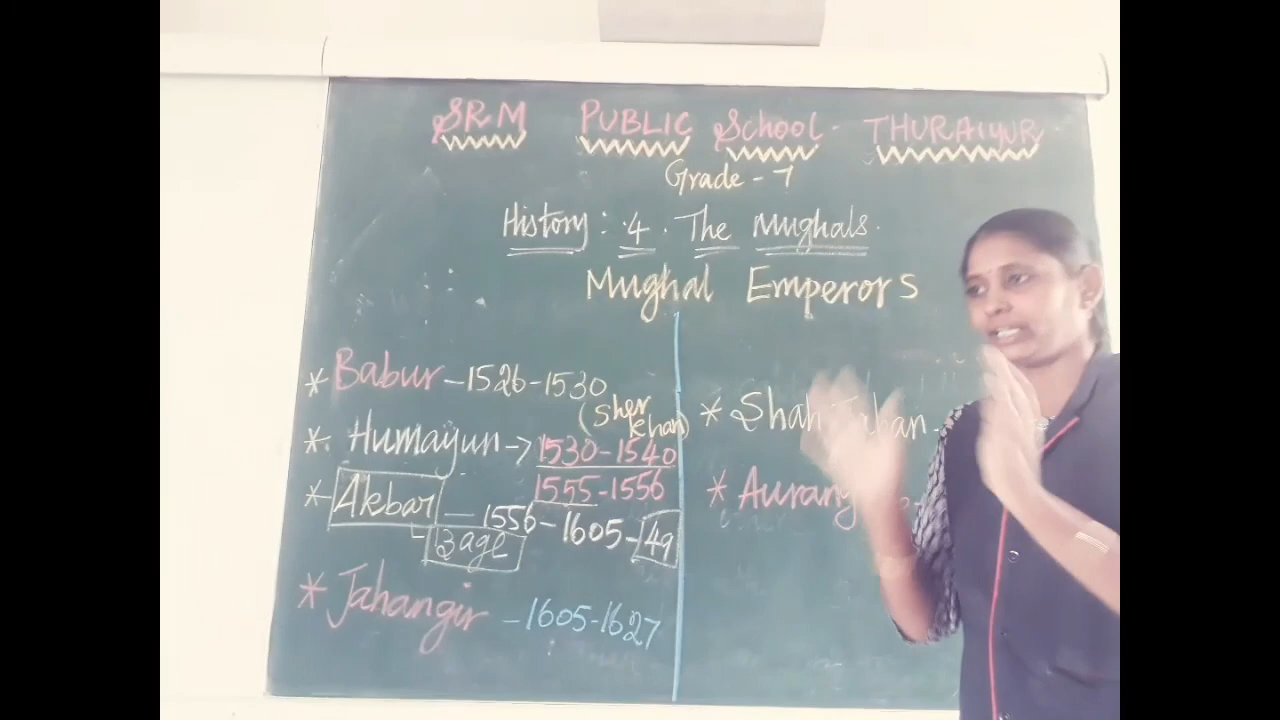 SRM PUBLIC School THURAIYUR
Grade - 7
History: 4. The Mughals.
Mughal Emperors
* Babur - 1526-1530
(Sher Khan)
* Humayun -> 1530-1540
1555-1556
* Akbar - 1556-1605-49
13 age
* Jahangir - 1605-1627
* Shah Jahan -
* Aurang